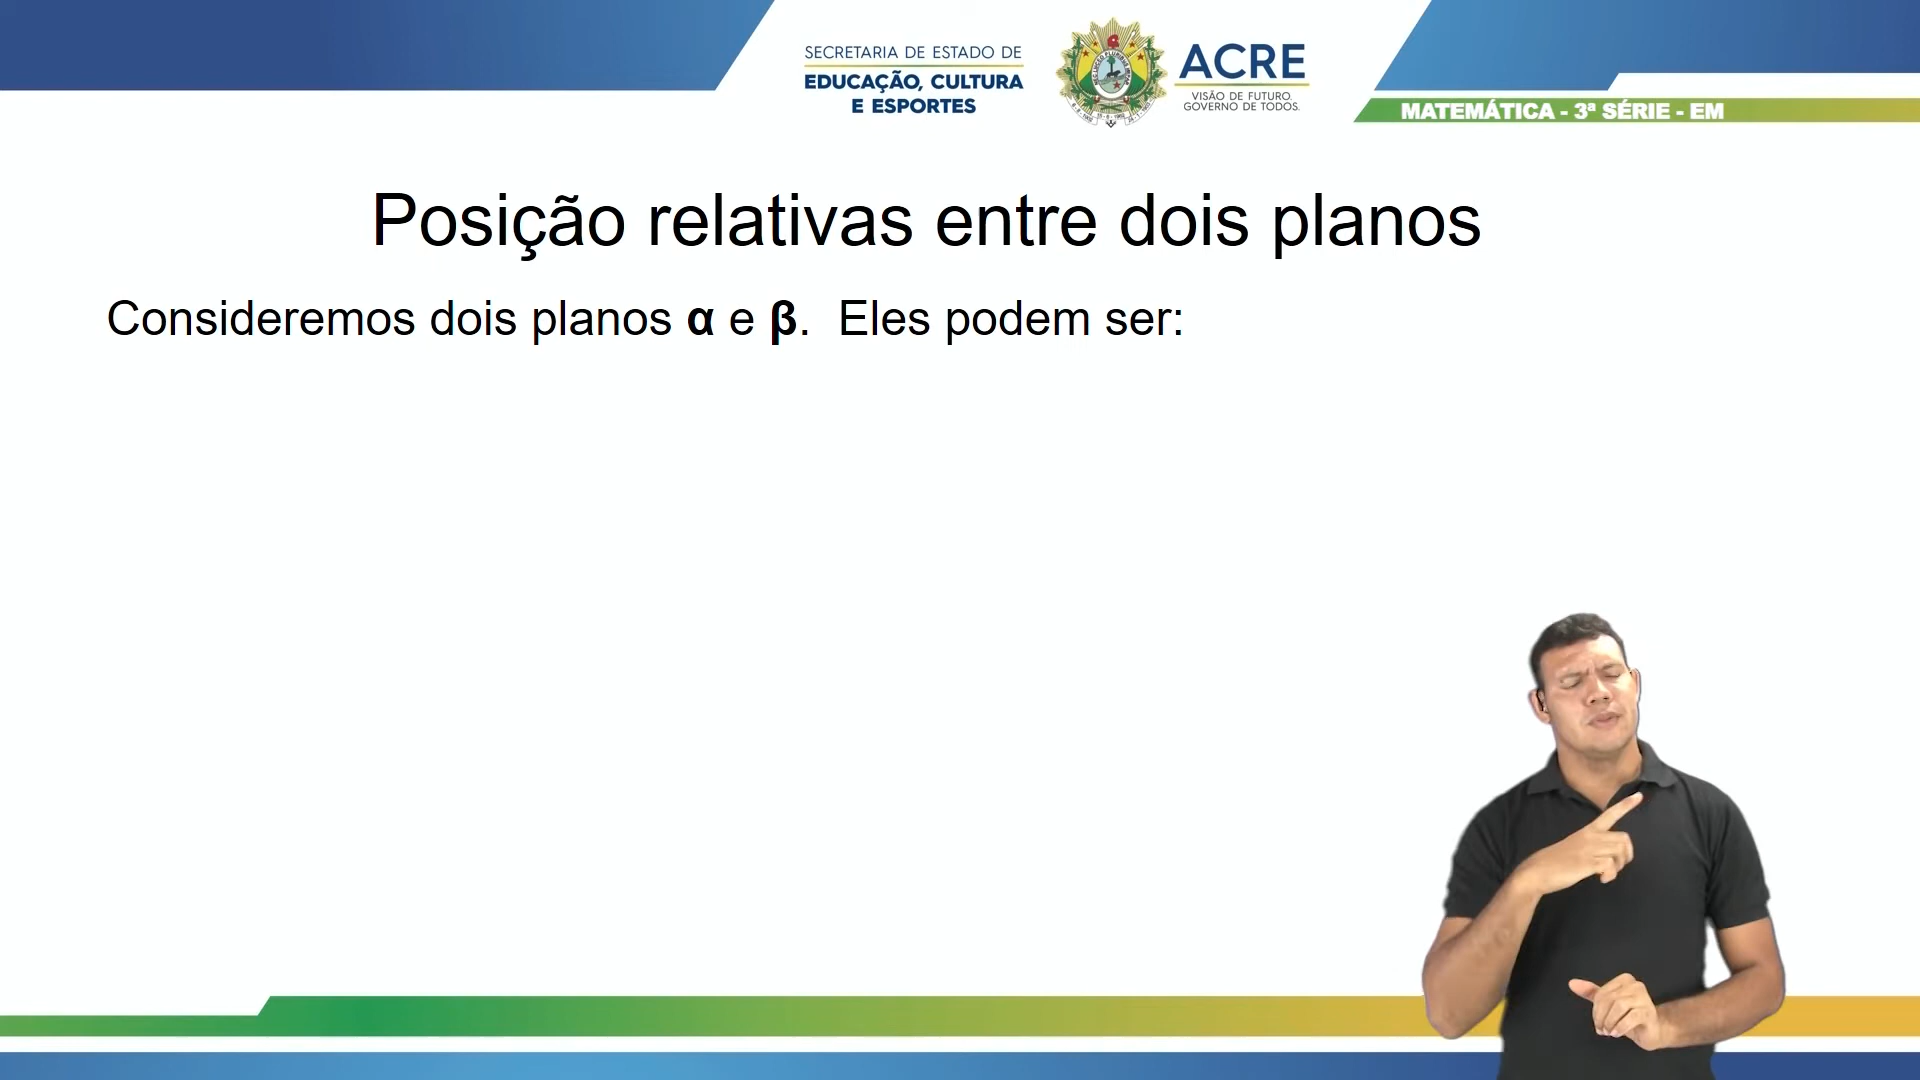 SECRETARIA DE ESTADO DE
EDUCAÇÃO, CULTURA
E ESPORTES
ACRE
VISÃO DE FUTURO.
GOVERNO DE TODOS.
MATEMÁTICA - 3ª SÉRIE - EM
Posição relativas entre dois planos
Consideremos dois planos α e β. Eles podem ser: